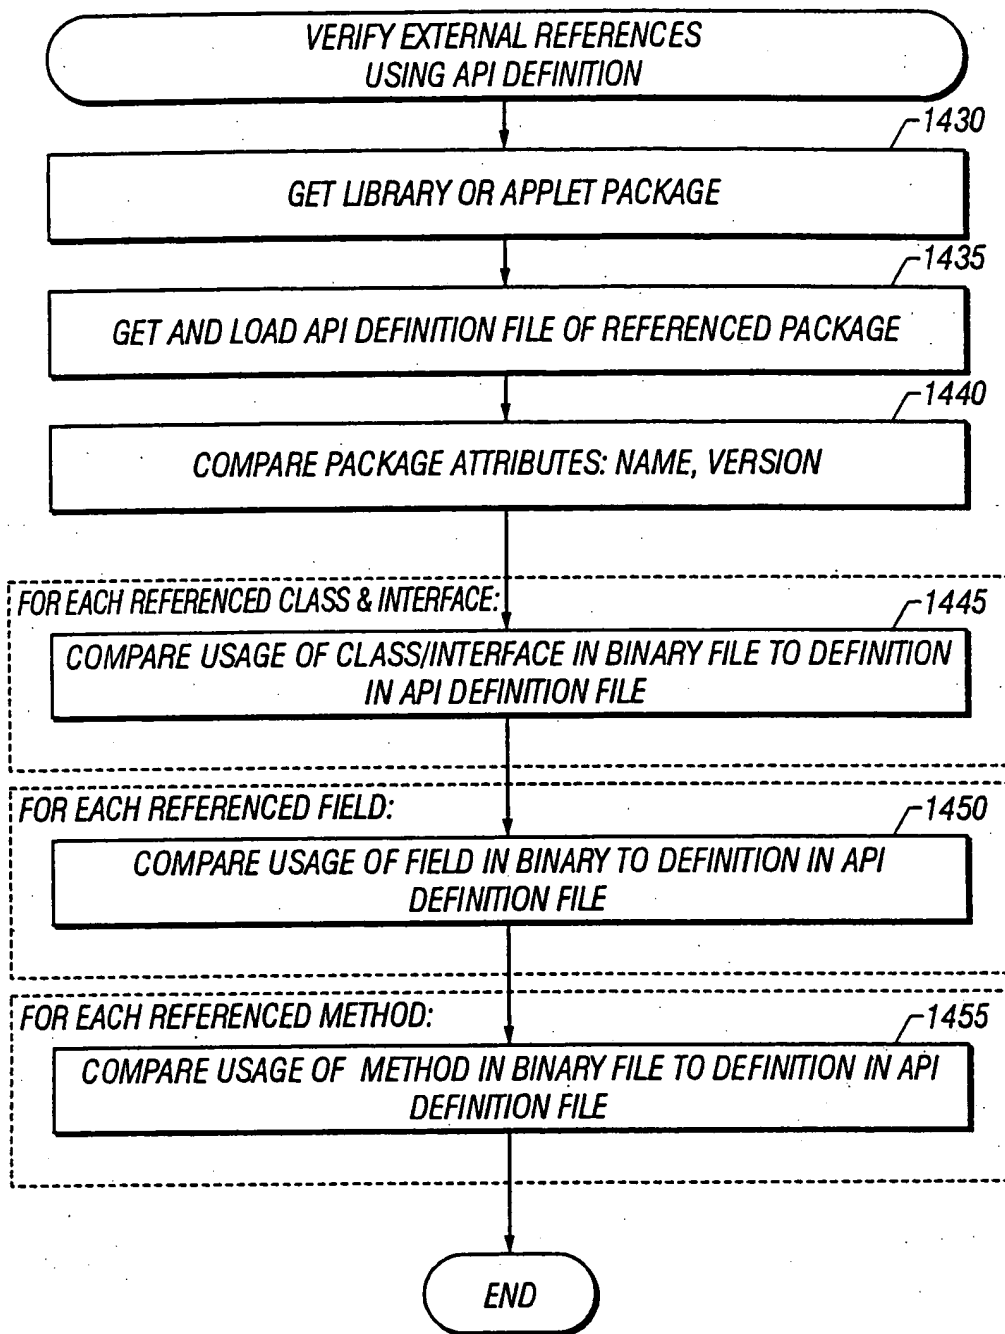 VERIFY EXTERNAL REFERENCES
USING API DEFINITION
1430
GET LIBRARY OR APPLET PACKAGE
1435
GET AND LOAD API DEFINITION FILE OF REFERENCED PACKAGE
1440
COMPARE PACKAGE ATTRIBUTES: NAME, VERSION
FOR EACH REFERENCED CLASS & INTERFACE:
1445
COMPARE USAGE OF CLASS/INTERFACE IN BINARY FILE TO DEFINITION
IN API DEFINITION FILE
FOR EACH REFERENCED FIELD:
1450
COMPARE USAGE OF FIELD IN BINARY TO DEFINITION IN API
DEFINITION FILE
FOR EACH REFERENCED METHOD:
1455
COMPARE USAGE OF METHOD IN BINARY FILE TO DEFINITION IN API
DEFINITION FILE
END